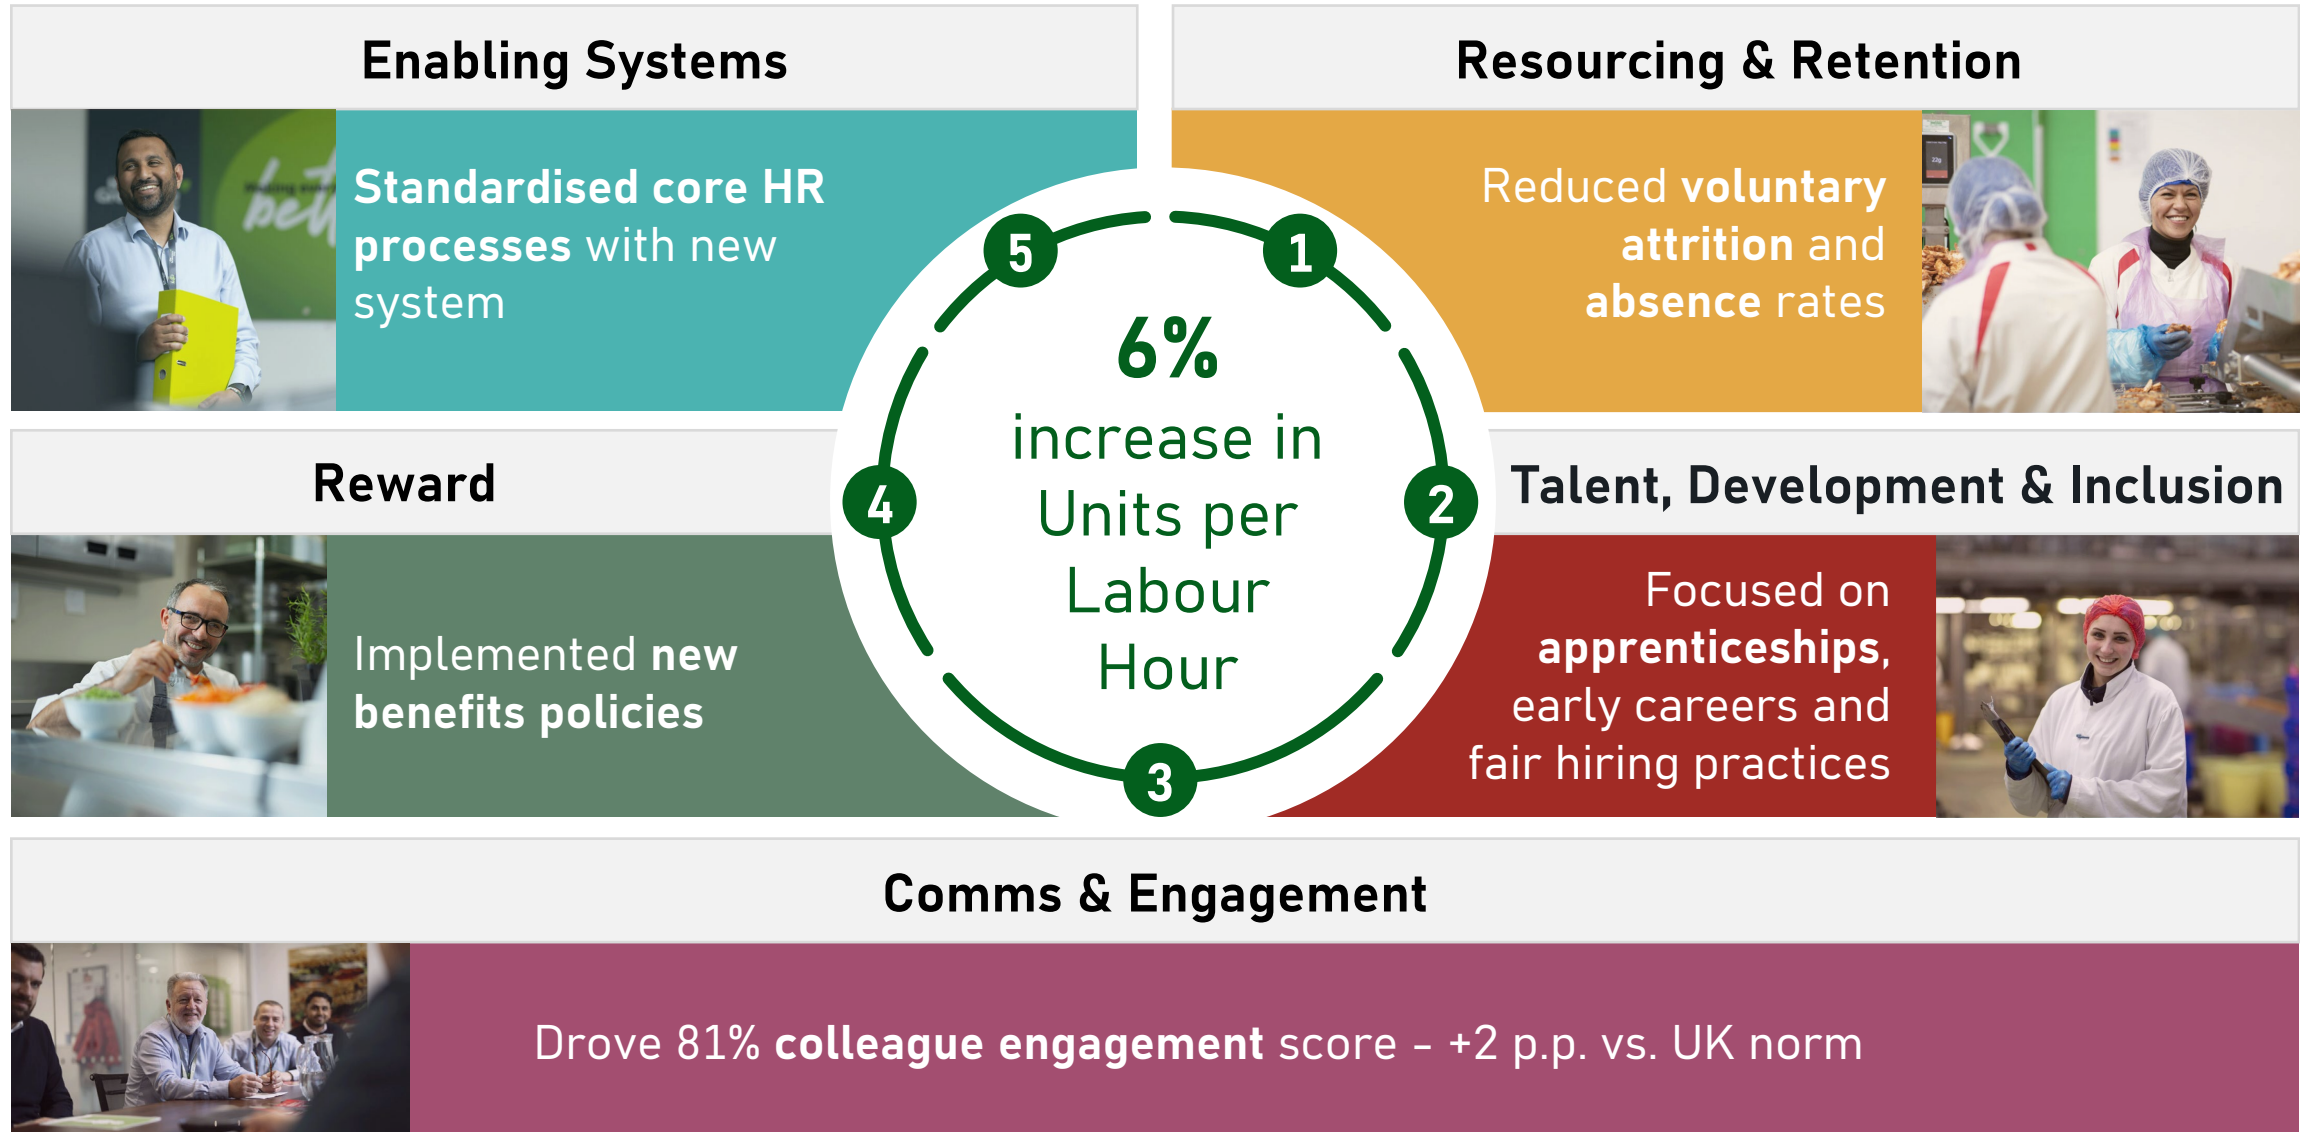 Enabling Systems
Standardised core HR
processes with new
system
Resourcing & Retention
Reduced voluntary
attrition and
absence rates
5
1
6%
increase in
Units per
Labour
Hour
4
2
3
Reward
Implemented new
benefits policies
Talent, Development & Inclusion
Focused on
apprenticeships,
early careers and
fair hiring practices
Comms & Engagement
Drove 81% colleague engagement score - +2 p.p. vs. UK norm